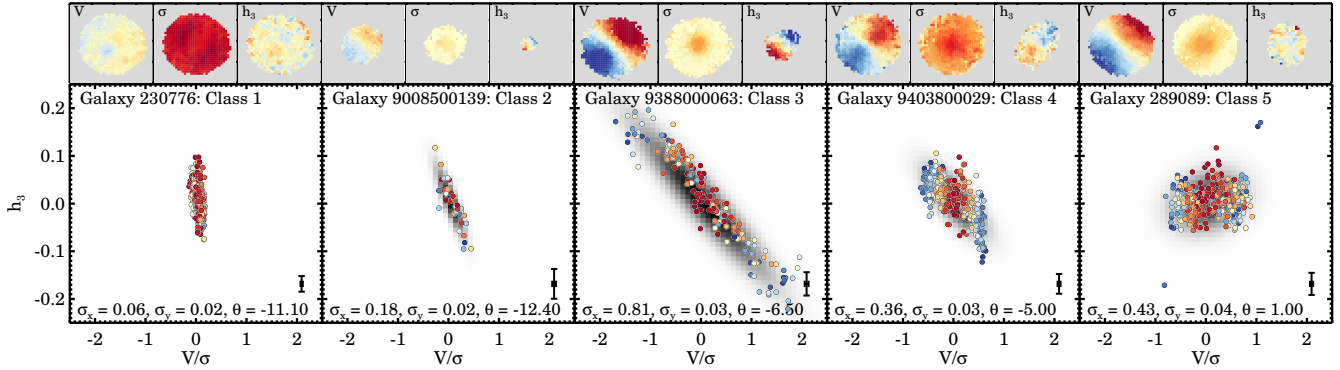 V σ h₃ V σ h₃ V σ h₃ V σ h₃ V σ h₃
Galaxy 230776: Class 1
Galaxy 9008500139: Class 2
Galaxy 9388000063: Class 3
Galaxy 9403800029: Class 4
Galaxy 289089: Class 5
0.2
0.1
0.0
-0.1
-0.2
h₃
σₓ = 0.06, σᵧ = 0.02, θ = -11.10
σₓ = 0.18, σᵧ = 0.02, θ = -12.40
σₓ = 0.81, σᵧ = 0.03, θ = -6.50
σₓ = 0.36, σᵧ = 0.03, θ = -5.00
σₓ = 0.43, σᵧ = 0.04, θ = 1.00
-2 -1 0 1 2 -2 -1 0 1 2 -2 -1 0 1 2 -2 -1 0 1 2 -2 -1 0 1 2
V/σ V/σ V/σ V/σ V/σ